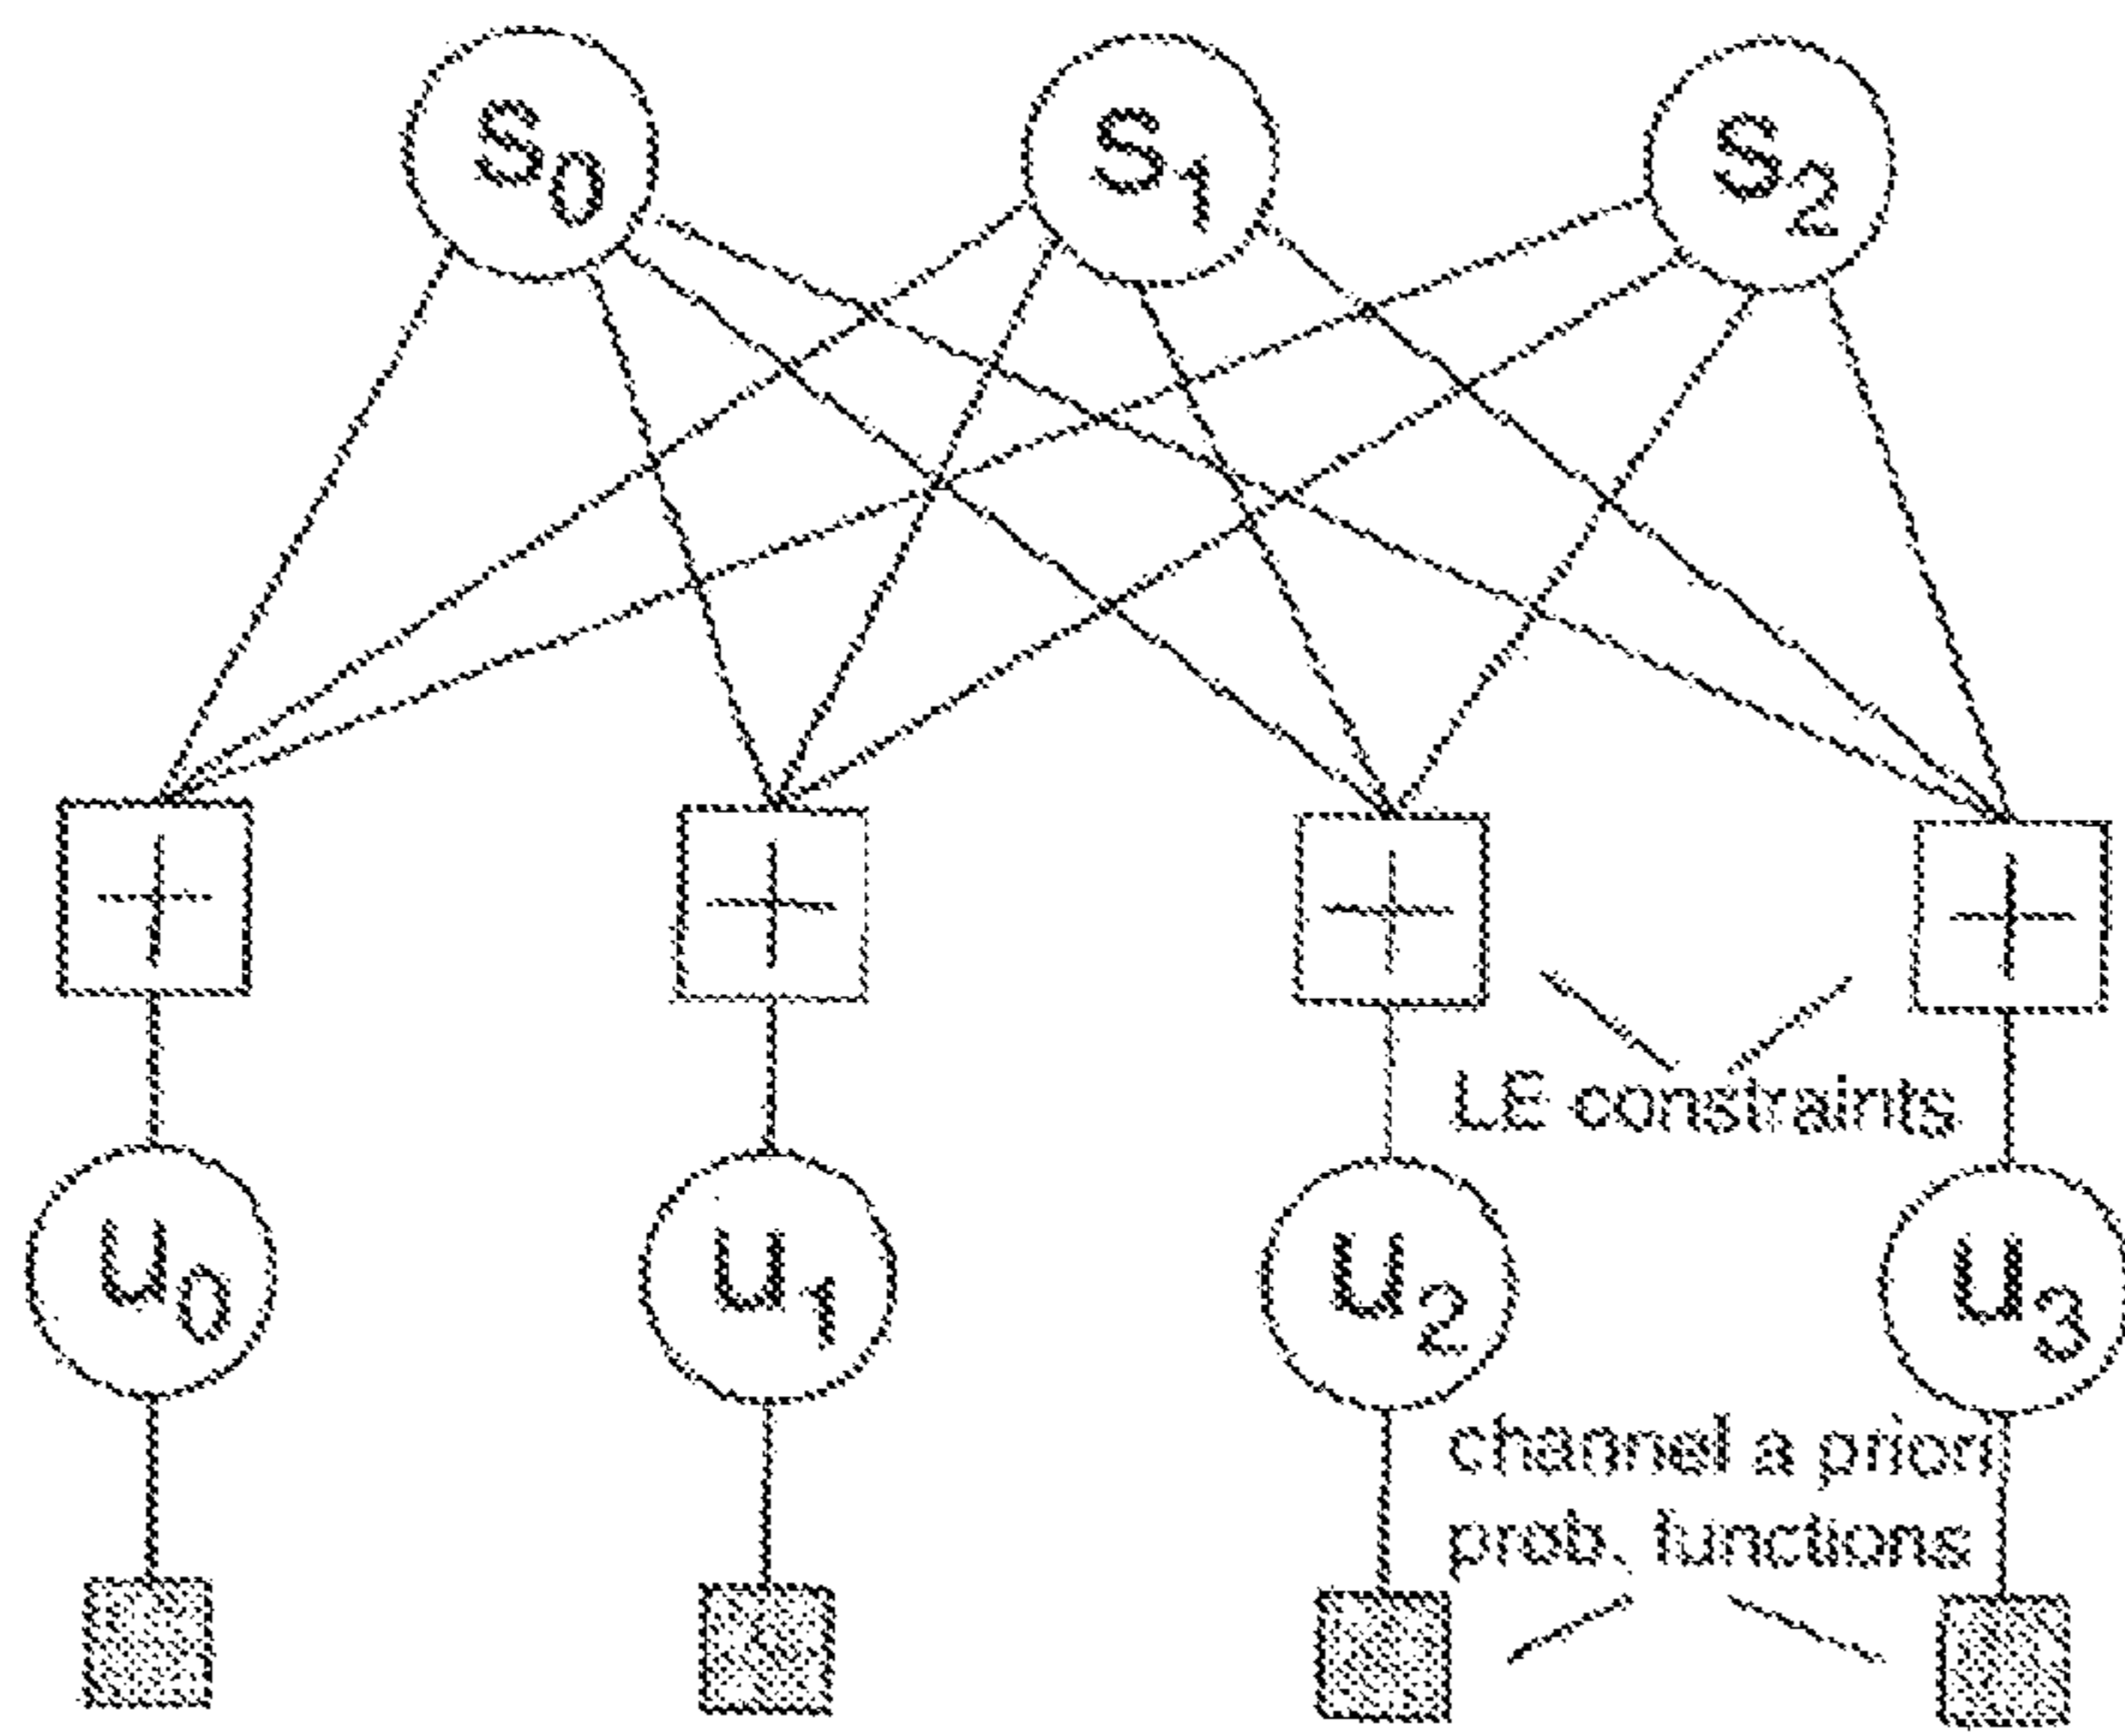 s0 s1 s2
+ + + +
LE constraints
u0 u1 u2 u3
channel a priori
prob. functions